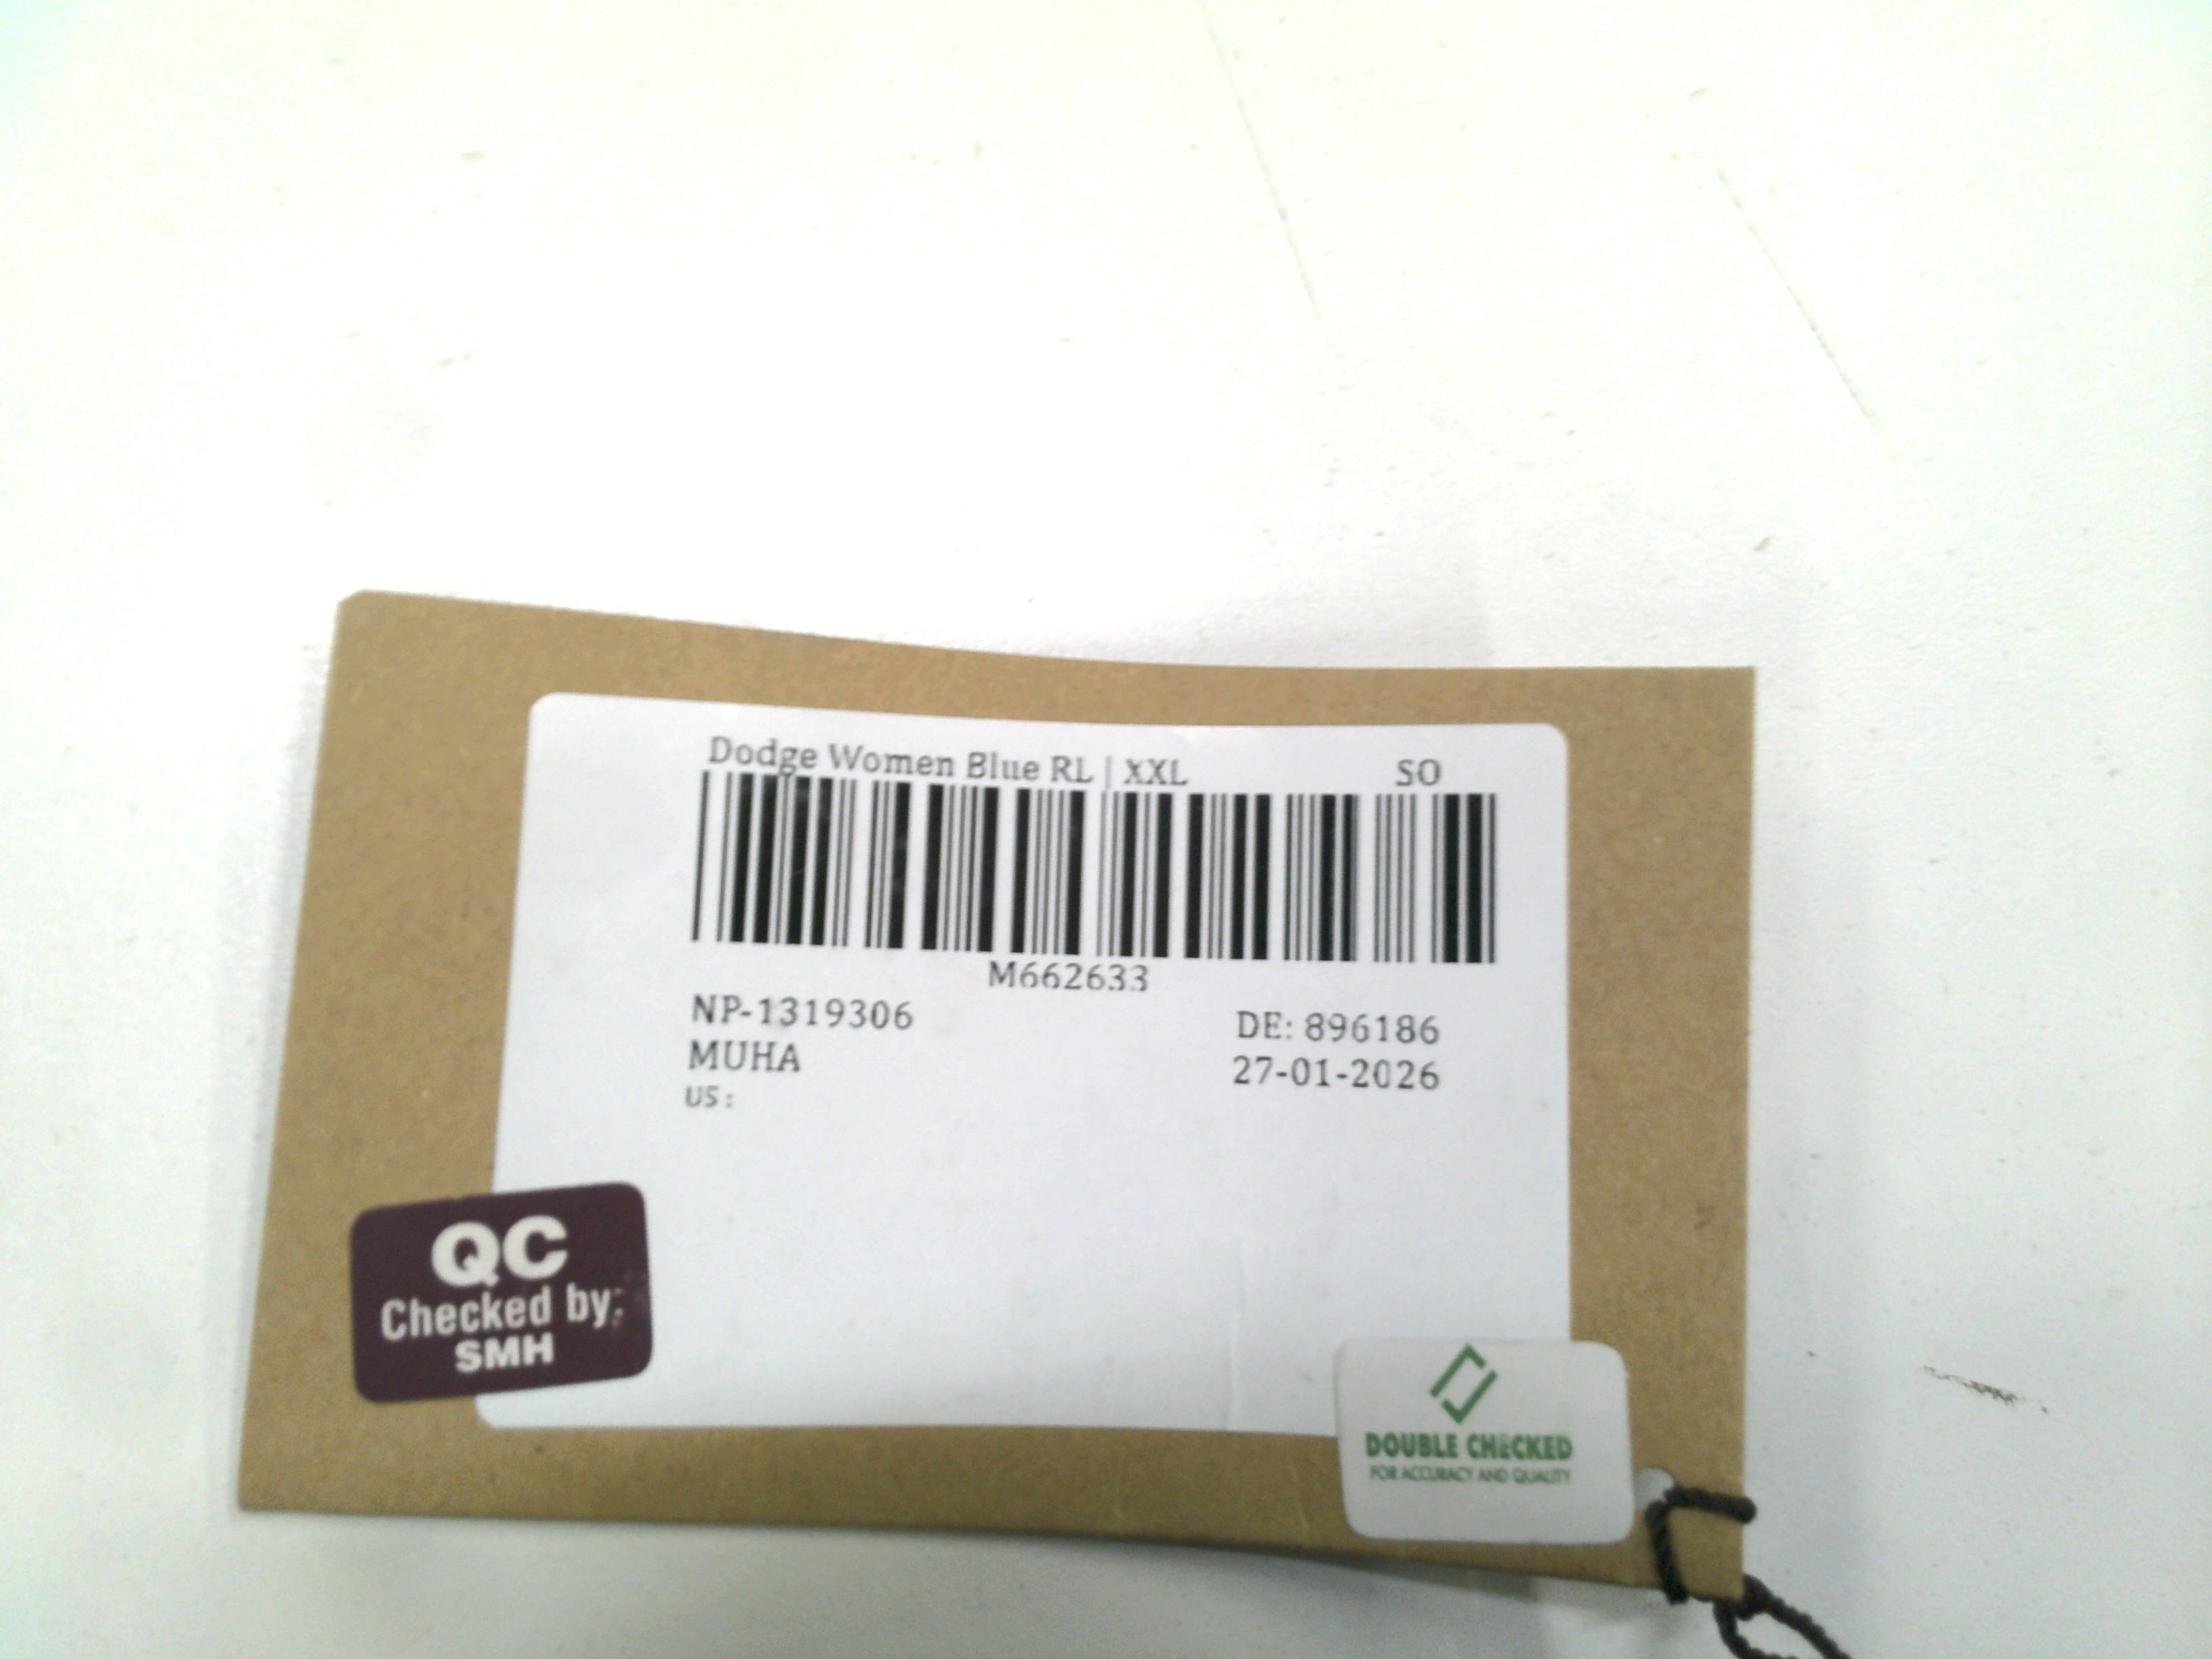 Dodge Women Blue RL | XXL SO
M662633
NP-1319306 DE: 896186
MUHA 27-01-2026
US :
QC
Checked by:
SMH
DOUBLE CHECKED
FOR ACCURACY AND QUALITY